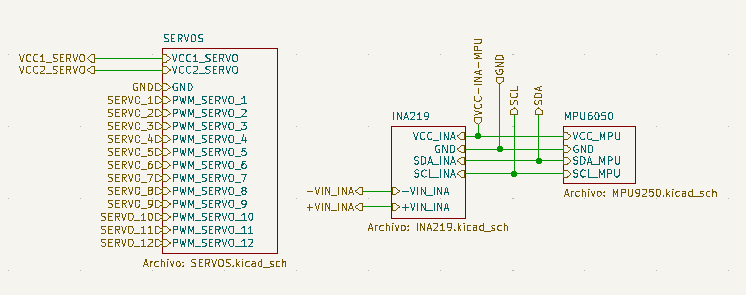 SERVOS
VCC1_SERVO VCC1_SERVO
VCC2_SERVO VCC2_SERVO
GND GND
SERVO_1 PWM_SERVO_1
SERVO_2 PWM_SERVO_2
SERVO_3 PWM_SERVO_3
SERVO_4 PWM_SERVO_4
SERVO_5 PWM_SERVO_5
SERVO_6 PWM_SERVO_6
SERVO_7 PWM_SERVO_7
SERVO_8 PWM_SERVO_8
SERVO_9 PWM_SERVO_9
SERVO_10 PWM_SERVO_10
SERVO_11 PWM_SERVO_11
SERVO_12 PWM_SERVO_12
Archivo: SERVOS.kicad_sch
VCC-INA-MPU
GND
SCL
SDA
INA219
VCC_INA
GND
SDA_INA
SCL_INA
-VIN_INA -VIN_INA
+VIN_INA +VIN_INA
Archivo: INA219.kicad_sch
MPU6050
VCC_MPU
GND
SDA_MPU
SCL_MPU
Archivo: MPU9250.kicad_sch